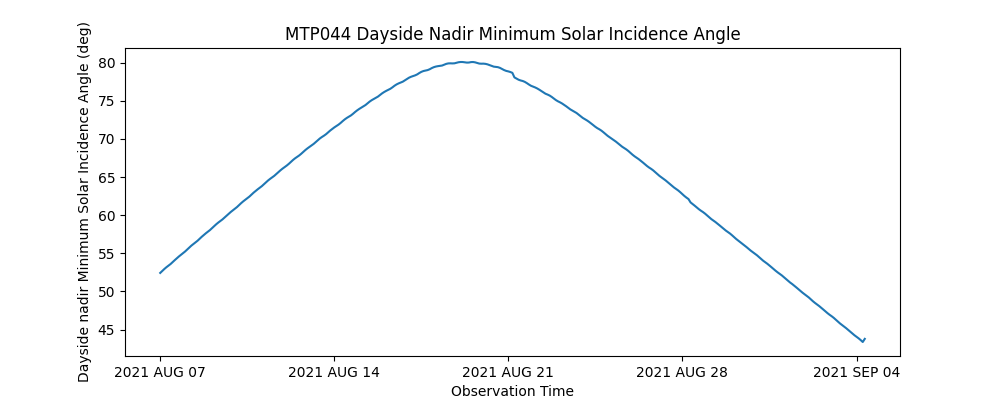 MTP044 Dayside Nadir Minimum Solar Incidence Angle
Dayside nadir Minimum Solar Incidence Angle (deg)
80
75
70
65
60
55
50
45
2021 AUG 07
2021 AUG 14
2021 AUG 21
2021 AUG 28
2021 SEP 04
Observation Time